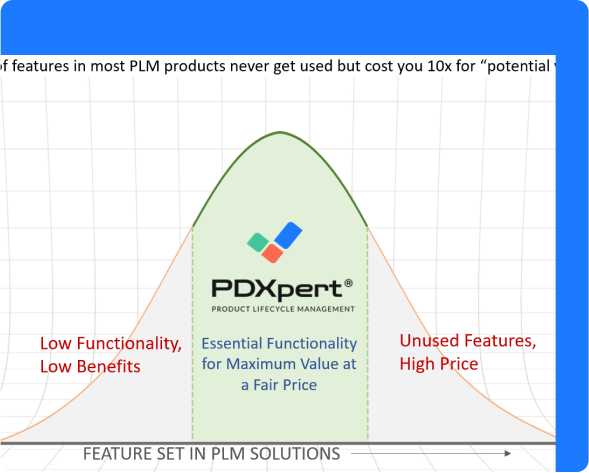 of features in most PLM products never get used but cost you 10x for “potential
PDXpert®
PRODUCT LIFECYCLE MANAGEMENT
Low Functionality,
Low Benefits
Essential Functionality
for Maximum Value at
a Fair Price
Unused Features,
High Price
FEATURE SET IN PLM SOLUTIONS